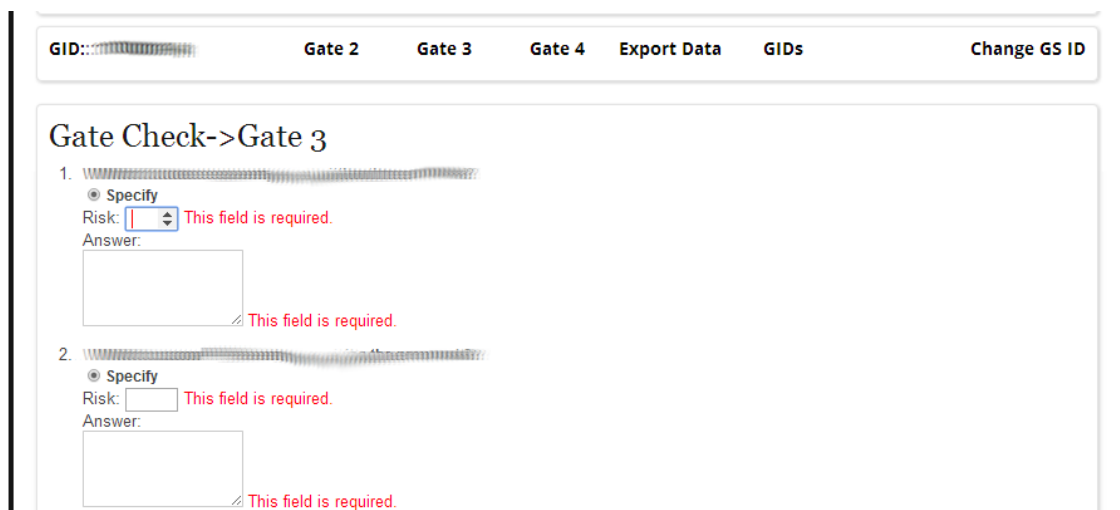 GID:: Gate 2 Gate 3 Gate 4 Export Data GIDs Change GS ID
Gate Check->Gate 3
1.
Specify
Risk: This field is required.
Answer:
This field is required.
2.
Specify
Risk: This field is required.
Answer:
This field is required.